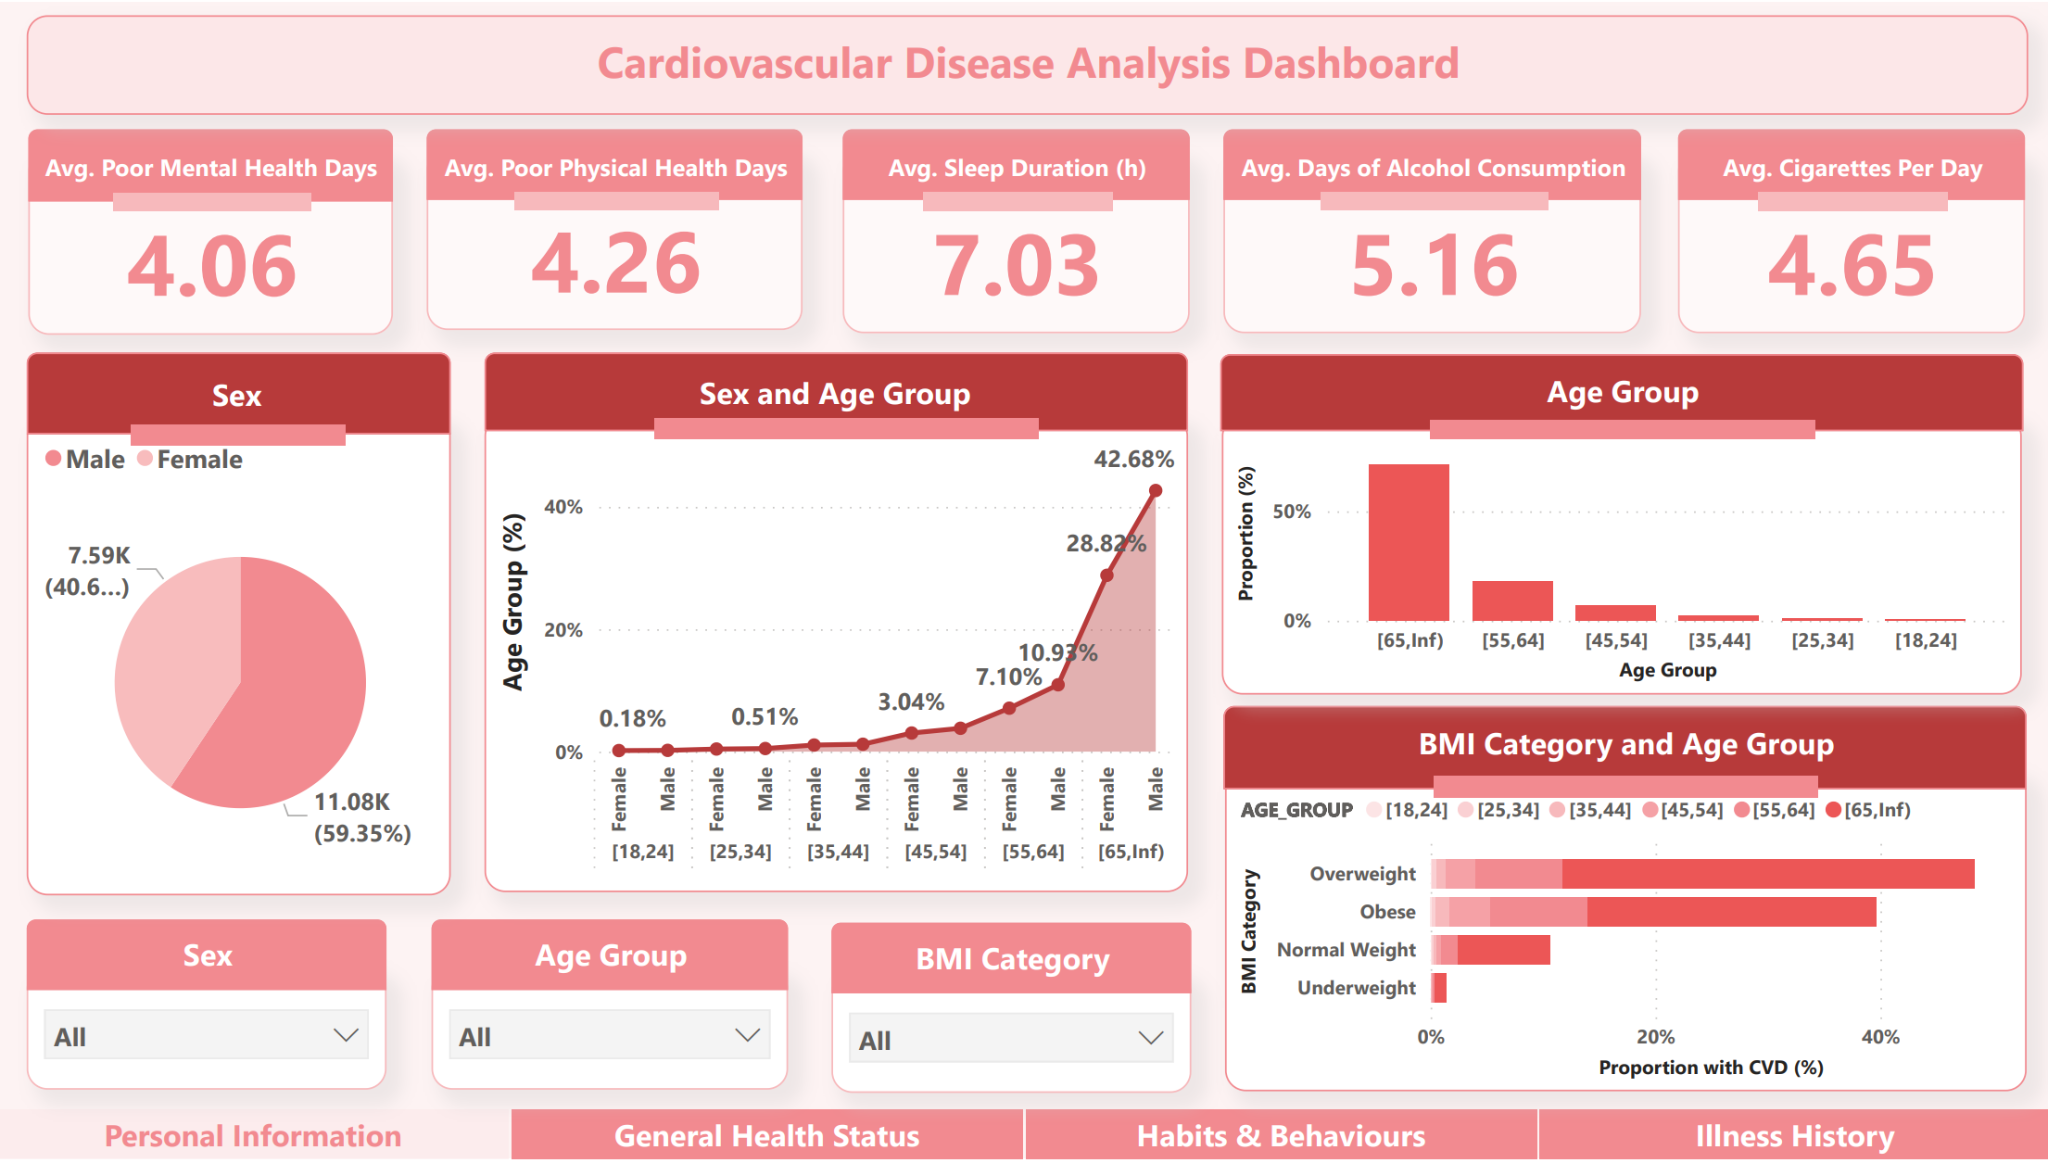 Cardiovascular Disease Analysis Dashboard
Avg. Poor Mental Health Days
4.06
Avg. Poor Physical Health Days
4.26
Avg. Sleep Duration (h)
7.03
Avg. Days of Alcohol Consumption
5.16
Avg. Cigarettes Per Day
4.65
Sex
Male Female
7.59K
(40.6...)
11.08K
(59.35%)
Sex and Age Group
Age Group (%)
40%
20%
0%
0.18%
0.51%
3.04%
7.10%
10.93%
28.82%
42.68%
Female Male Female Male Female Male Female Male Female Male Female Male
[18,24] [25,34] [35,44] [45,54] [55,64] [65,Inf)
Age Group
Proportion (%)
50%
0%
[65,Inf) [55,64] [45,54] [35,44] [25,34] [18,24]
Age Group
BMI Category and Age Group
AGE_GROUP [18,24] [25,34] [35,44] [45,54] [55,64] [65,Inf)
BMI Category
Overweight
Obese
Normal Weight
Underweight
0% 20% 40%
Proportion with CVD (%)
Sex
All
Age Group
All
BMI Category
All
Personal Information General Health Status Habits & Behaviours Illness History